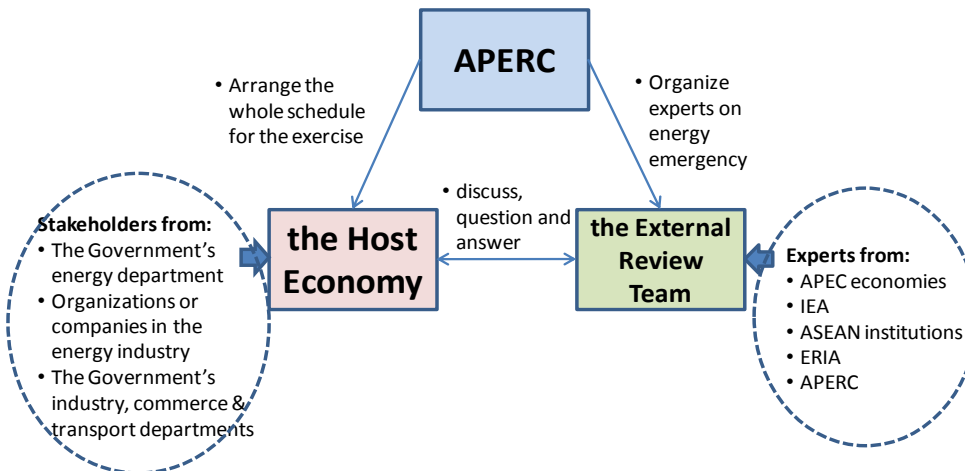 APERC
• Arrange the
whole schedule
for the exercise
• Organize
experts on
energy
emergency
• discuss,
question and
answer
Stakeholders from:
• The Government's
energy department
• Organizations or
companies in the
energy industry
• The Government's
industry, commerce &
transport departments
the Host
Economy
the External
Review
Team
Experts from:
• APEC economies
• IEA
• ASEAN institutions
• ERIA
• APERC